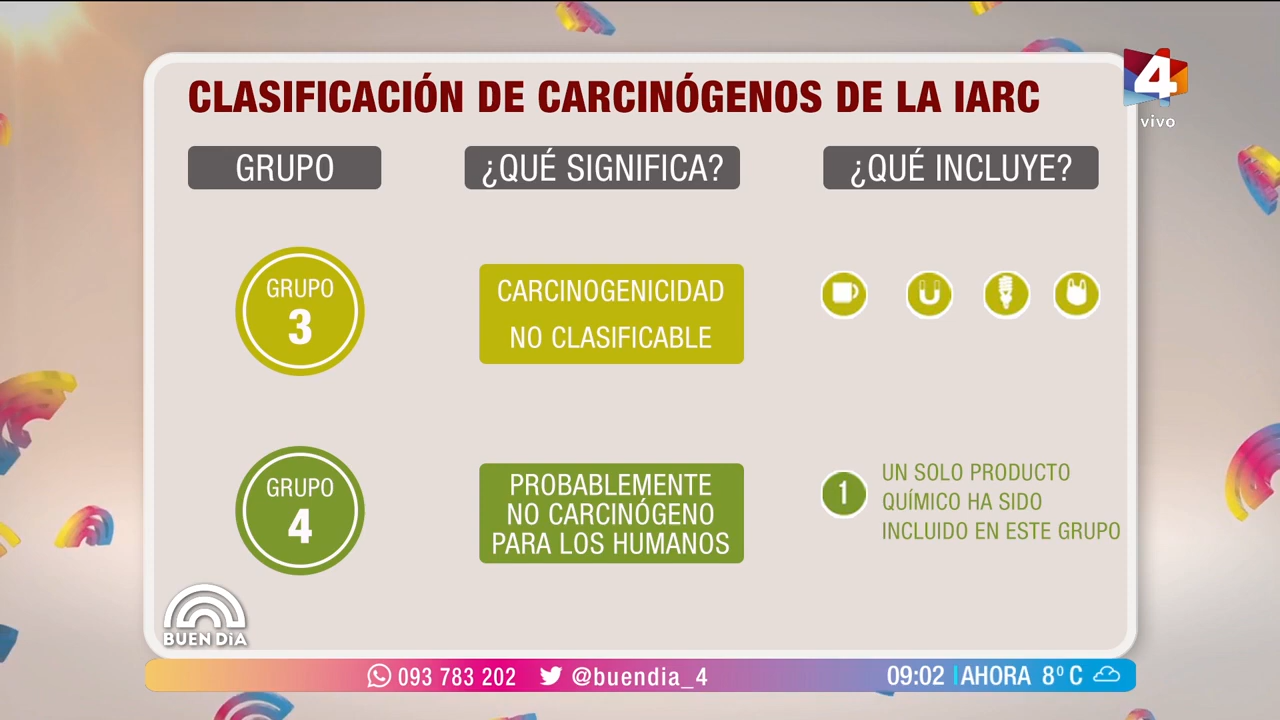 CLASIFICACIÓN DE CARCINÓGENOS DE LA IARC
4
vivo
GRUPO
¿QUÉ SIGNIFICA?
¿QUÉ INCLUYE?
GRUPO
3
CARCINOGENICIDAD
NO CLASIFICABLE
GRUPO
4
PROBABLEMENTE
NO CARCINÓGENO
PARA LOS HUMANOS
1
UN SOLO PRODUCTO
QUÍMICO HA SIDO
INCLUIDO EN ESTE GRUPO
BUEN DÍA
093 783 202
@buendia_4
09:02
AHORA 8º C